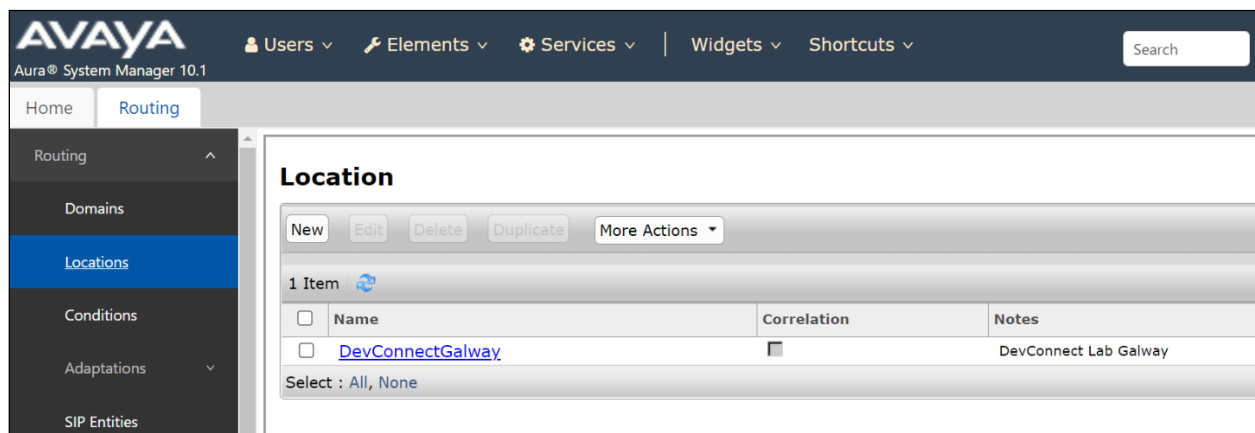 AVAYA
Aura® System Manager 10.1
Users Elements Services | Widgets Shortcuts
Search
Home Routing
Routing
Domains
Locations
Conditions
Adaptations
SIP Entities
Location
New Edit Delete Duplicate More Actions
1 Item
Name Correlation Notes
DevConnectGalway DevConnect Lab Galway
Select : All, None